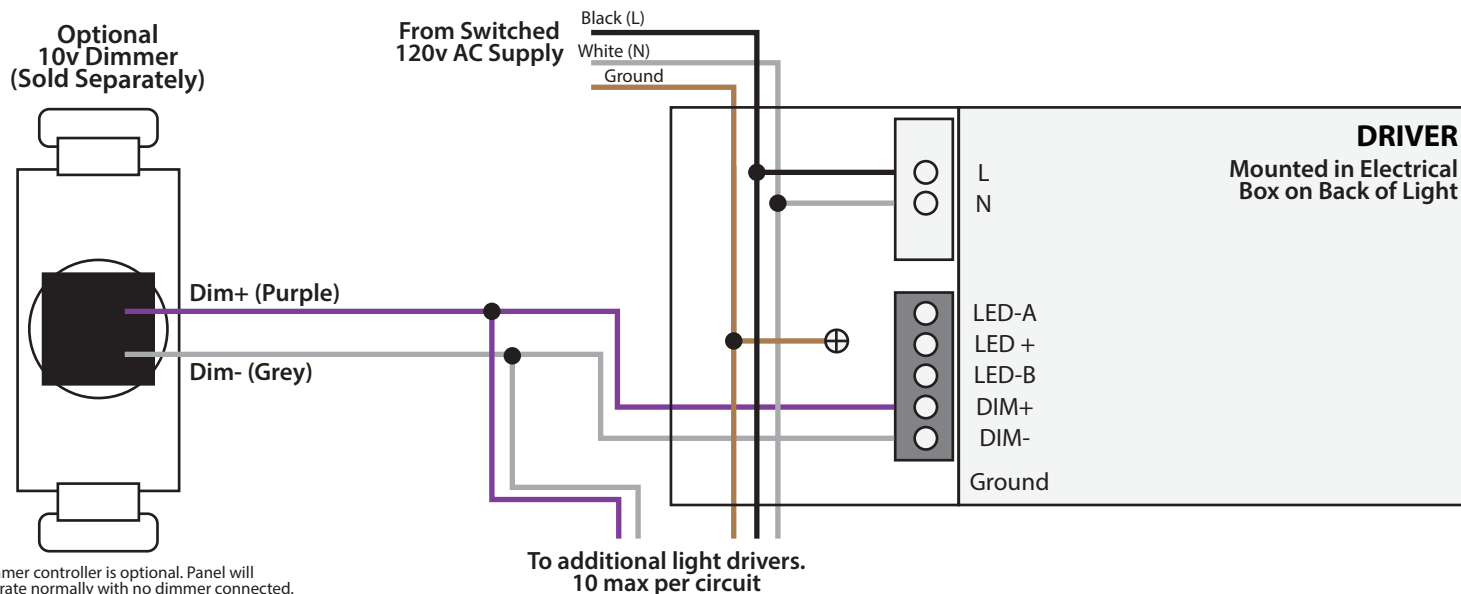 Optional
10v Dimmer
(Sold Separately)
From Switched
120v AC Supply
Black (L)
White (N)
Ground
DRIVER
Mounted in Electrical
Box on Back of Light
L
N
Dim+ (Purple)
Dim- (Grey)
LED-A
LED +
LED-B
DIM+
DIM-
Ground
To additional light drivers.
10 max per circuit
mer controller is optional. Panel will
rate normally with no dimmer connected.